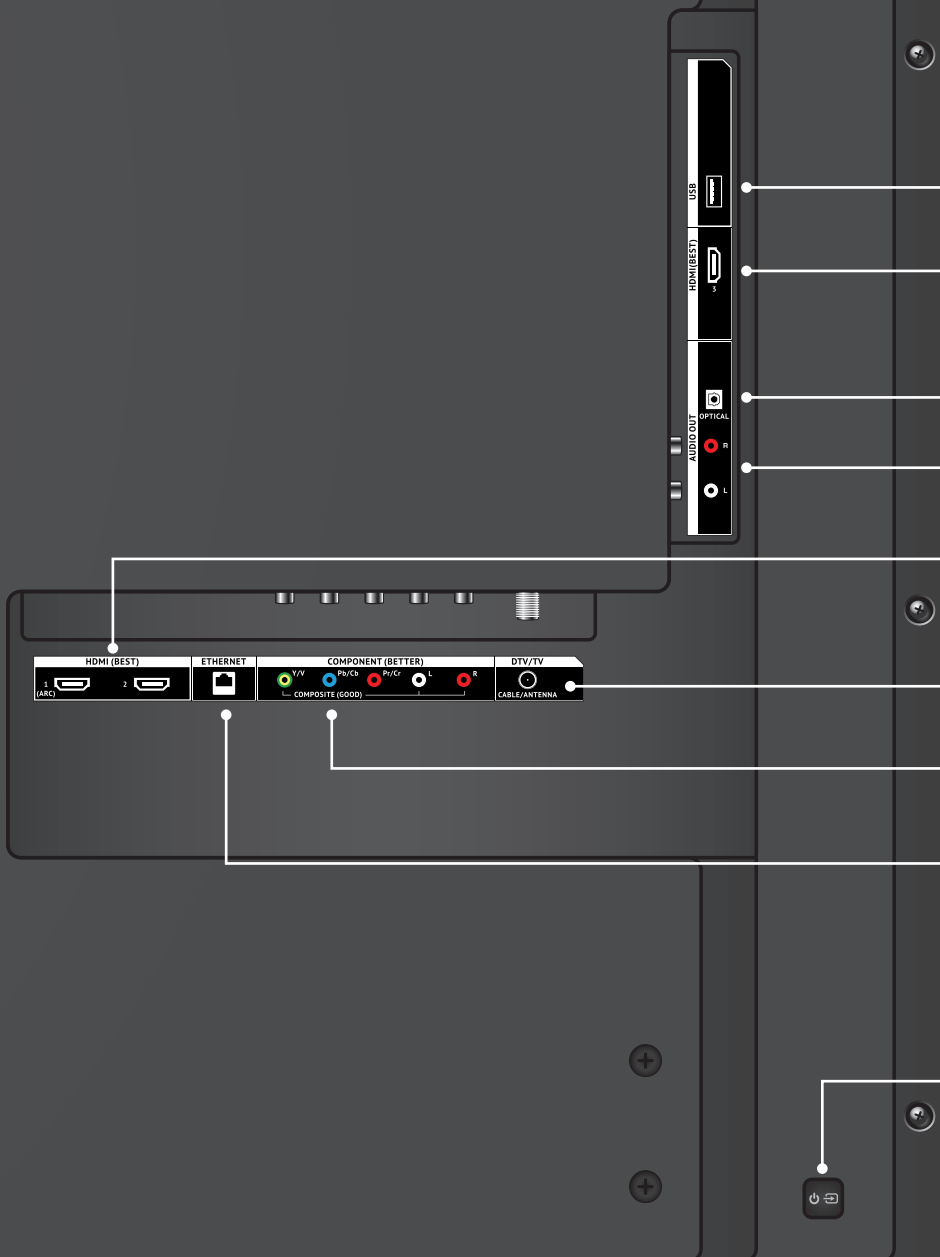 USB
HDMI(BEST)
3
AUDIO OUT
OPTICAL
R
L
HDMI (BEST)
1
(ARC)
2
ETHERNET
COMPONENT (BETTER)
Y/V
Pb/Cb
Pr/Cr
L
R
COMPOSITE (GOOD)
DTV/TV
CABLE/ANTENNA